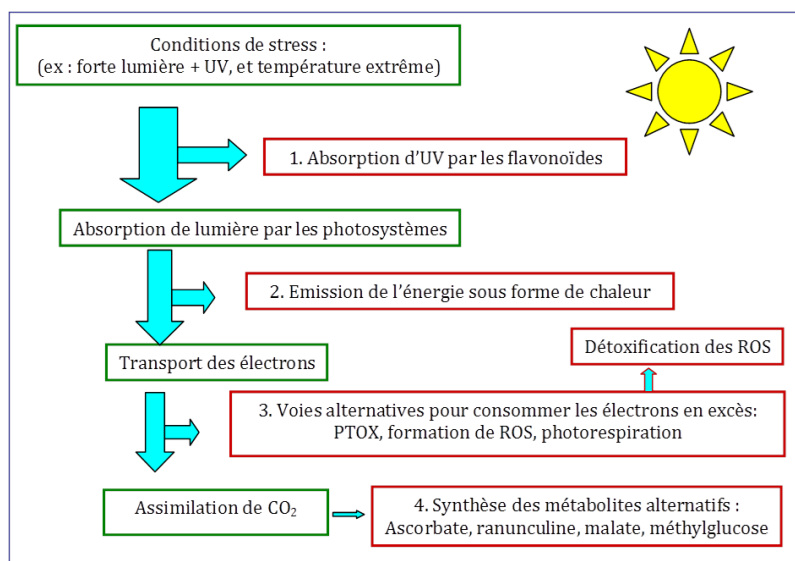 Conditions de stress :
(ex : forte lumière + UV, et température extrême)
1. Absorption d’UV par les flavonoïdes
Absorption de lumière par les photosystèmes
2. Emission de l’énergie sous forme de chaleur
Détoxification des ROS
Transport des électrons
3. Voies alternatives pour consommer les électrons en excès:
PTOX, formation de ROS, photorespiration
Assimilation de CO₂
4. Synthèse des métabolites alternatifs :
Ascorbate, ranunculine, malate, méthylglucose